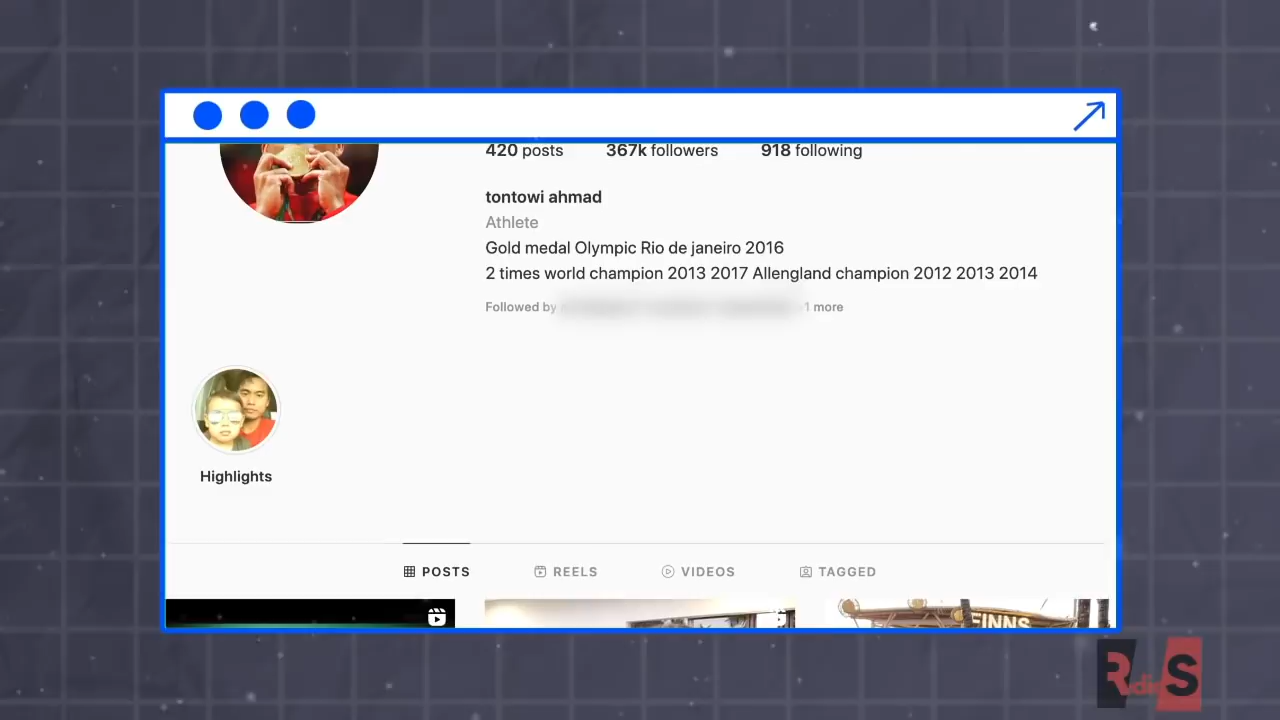 420 posts 367k followers 918 following
tontowi ahmad
Athlete
Gold medal Olympic Rio de janeiro 2016
2 times world champion 2013 2017 Allengland champion 2012 2013 2014
Followed by
1 more
Highlights
POSTS REELS VIDEOS TAGGED
FINNS